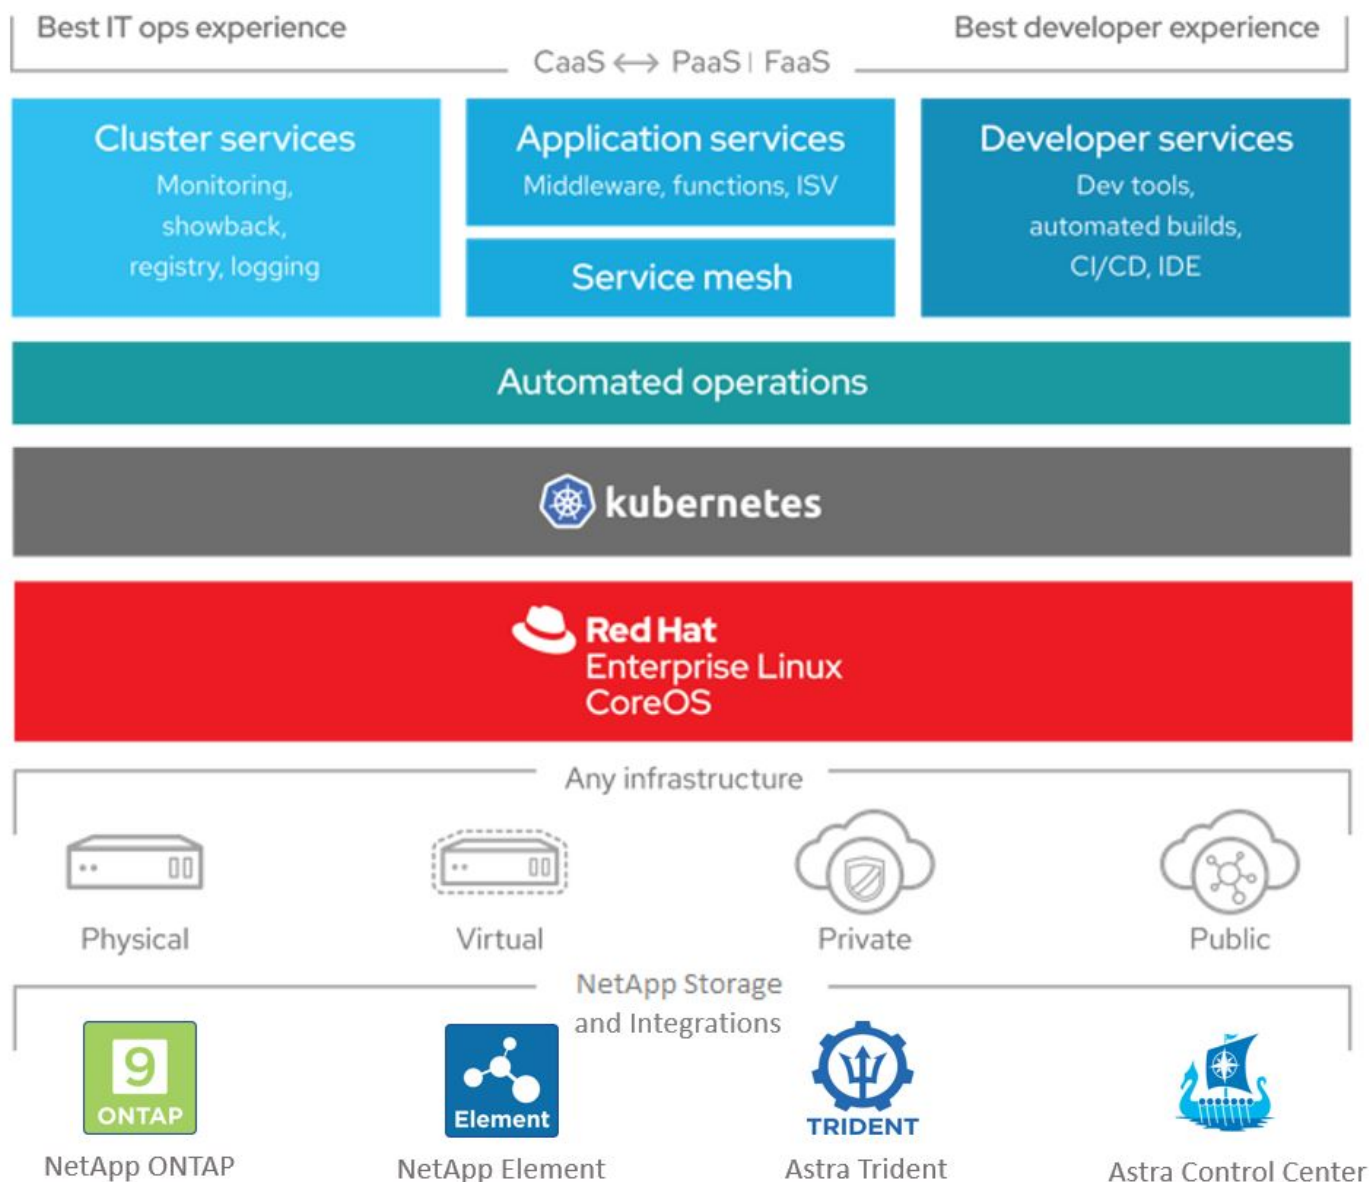 Best IT ops experience
Best developer experience
CaaS ↔ PaaS | FaaS
Cluster services
Monitoring,
showback,
registry, logging
Application services
Middleware, functions, ISV
Service mesh
Developer services
Dev tools,
automated builds,
CI/CD, IDE
Automated operations
kubernetes
Red Hat
Enterprise Linux
CoreOS
Any infrastructure
Physical
Virtual
Private
Public
NetApp Storage
and Integrations
9
ONTAP
NetApp ONTAP
Element
NetApp Element
TRIDENT
Astra Trident
Astra Control Center